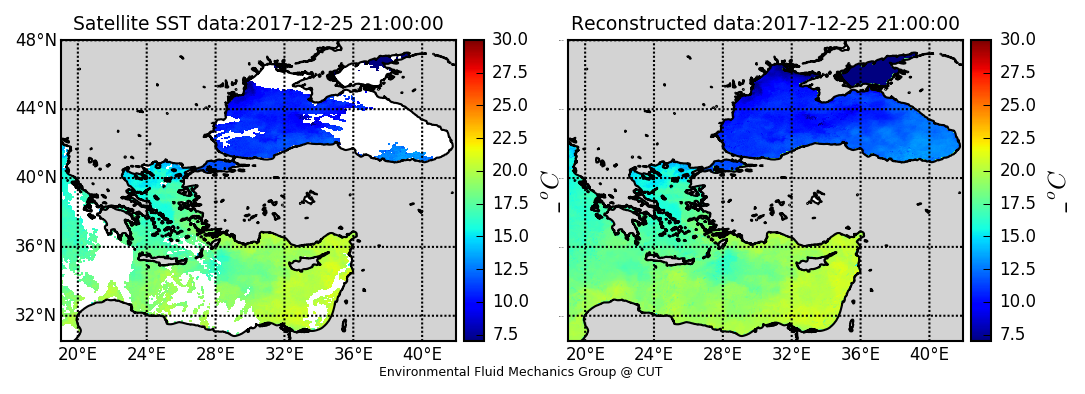 Satellite SST data:2017-12-25 21:00:00
48°N
44°N
40°N
36°N
32°N
20°E 24°E 28°E 32°E 36°E 40°E
30.0
27.5
25.0
22.5
20.0
17.5
15.0
12.5
10.0
7.5
_ °C
Reconstructed data:2017-12-25 21:00:00
20°E 24°E 28°E 32°E 36°E 40°E
30.0
27.5
25.0
22.5
20.0
17.5
15.0
12.5
10.0
7.5
_ °C
Environmental Fluid Mechanics Group @ CUT